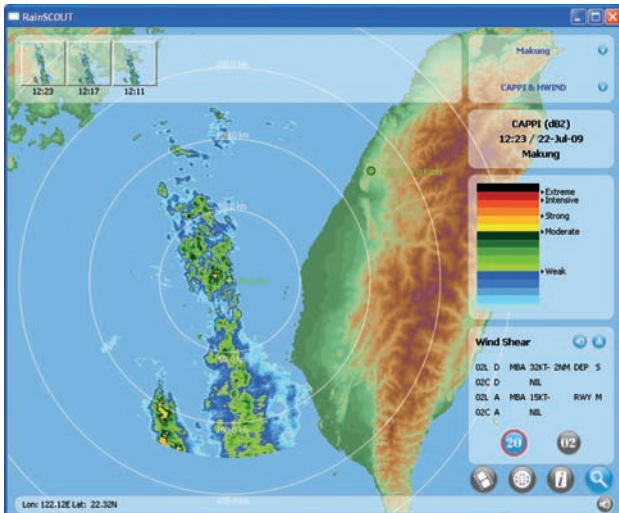 RainSCOUT
12:23
12:17
12:11
Makung
CAPPI & HWIND
CAPPI (dBZ)
12:23 / 22-Jul-09
Makung
Extreme
Intensive
Strong
Moderate
Weak
Wind Shear
02L D MBA 32KT- 2NM DEP S
02C D NIL
02L A MBA 15KT- RWY M
02C A NIL
20
02
Lon: 122.12E Lat: 22.32N